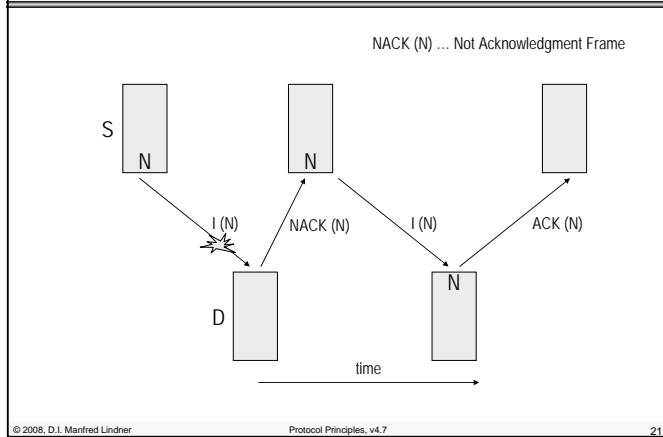 NACK (N) ... Not Acknowledgment Frame
S
N
N
I (N)
NACK (N)
I (N)
ACK (N)
D
N
time
© 2008, D.I. Manfred Lindner
Protocol Principles, v4.7
21